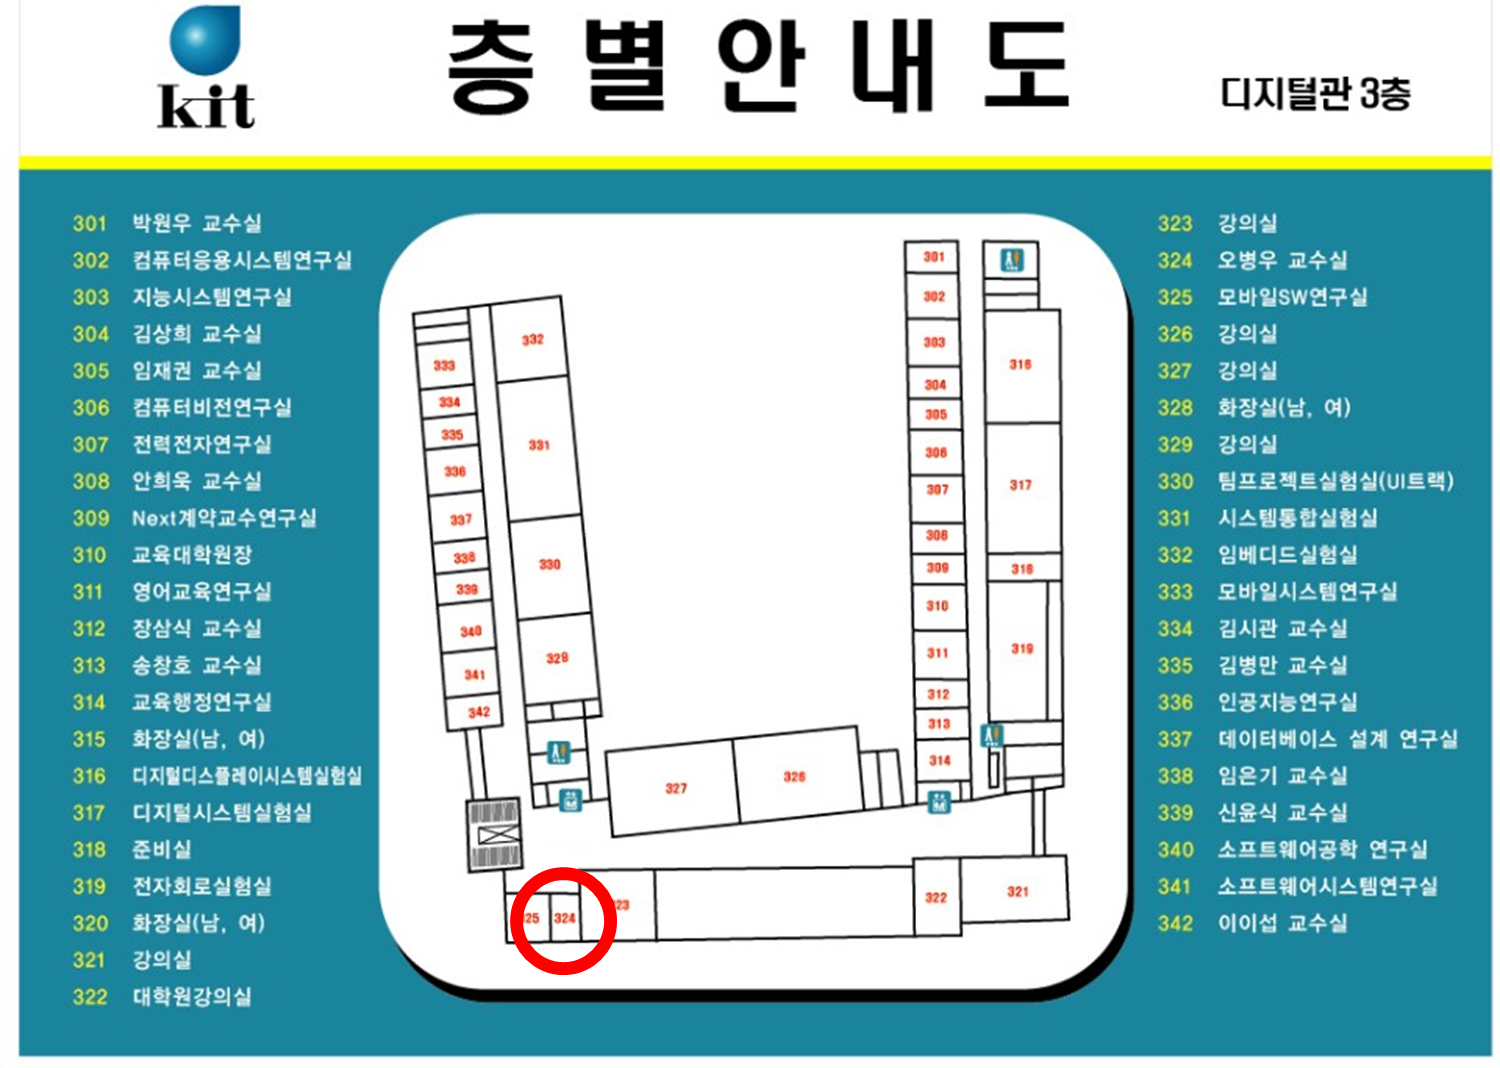 kit
층별안내도
디지털관 3층
301 박원우 교수실
302 컴퓨터응용시스템연구실
303 지능시스템연구실
304 김상희 교수실
305 임재권 교수실
306 컴퓨터비전연구실
307 전력전자연구실
308 안희욱 교수실
309 Next계약교수연구실
310 교육대학원장
311 영어교육연구실
312 장삼식 교수실
313 송창호 교수실
314 교육행정연구실
315 화장실(남, 여)
316 디지털디스플레이시스템실험실
317 디지털시스템실험실
318 준비실
319 전자회로실험실
320 화장실(남, 여)
321 강의실
322 대학원강의실
332
333
334
335
331
336
337
330
338
339
340
329
341
342
327
326
301
302
303
304
305
306
307
308
309
310
311
312
313
314
316
317
318
319
25
324
23
322
321
323 강의실
324 오병우 교수실
325 모바일SW연구실
326 강의실
327 강의실
328 화장실(남, 여)
329 강의실
330 팀프로젝트실험실(UI트랙)
331 시스템통합실험실
332 임베디드실험실
333 모바일시스템연구실
334 김시관 교수실
335 김병만 교수실
336 인공지능연구실
337 데이터베이스 설계 연구실
338 임은기 교수실
339 신윤식 교수실
340 소프트웨어공학 연구실
341 소프트웨어시스템연구실
342 이이섭 교수실